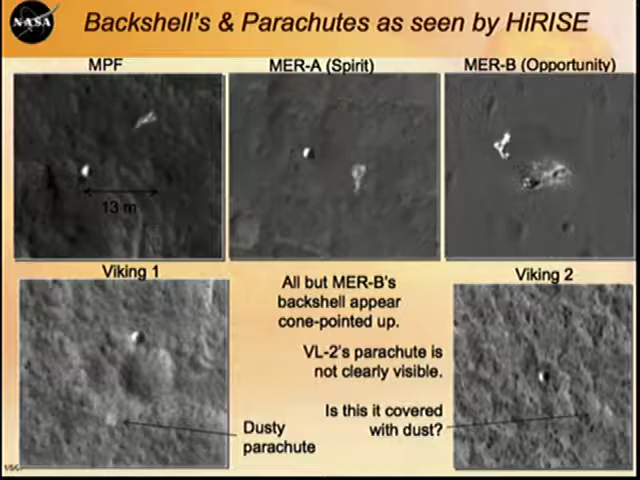 NASA
Backshell's & Parachutes as seen by HiRISE
MPF
MER-A (Spirit)
MER-B (Opportunity)
13 m
Viking 1
Viking 2
All but MER-B's
backshell appear
cone-pointed up.
VL-2's parachute is
not clearly visible.
Is this it covered
with dust?
Dusty
parachute